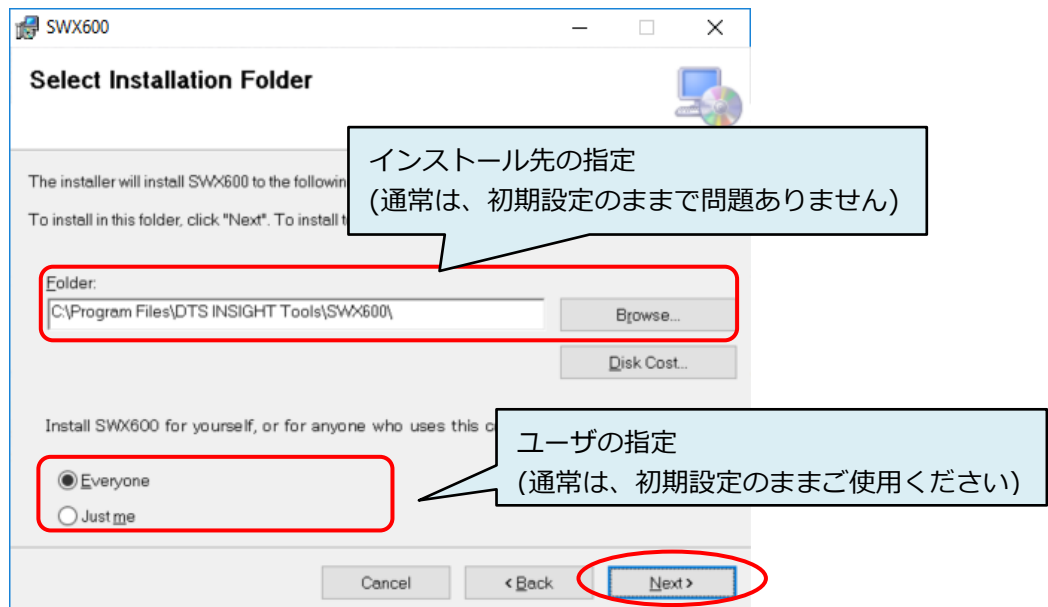 SWX600
Select Installation Folder
インストール先の指定
(通常は、初期設定のままで問題ありません)
The installer will install SWX600 to the following
To install in this folder, click "Next". To install t
Folder:
C:\Program Files\DTS INSIGHT Tools\SWX600\
Browse...
Disk Cost...
Install SWX600 for yourself, or for anyone who uses this c
ユーザの指定
(通常は、初期設定のままご使用ください)
Everyone
Just me
Cancel
< Back
Next >